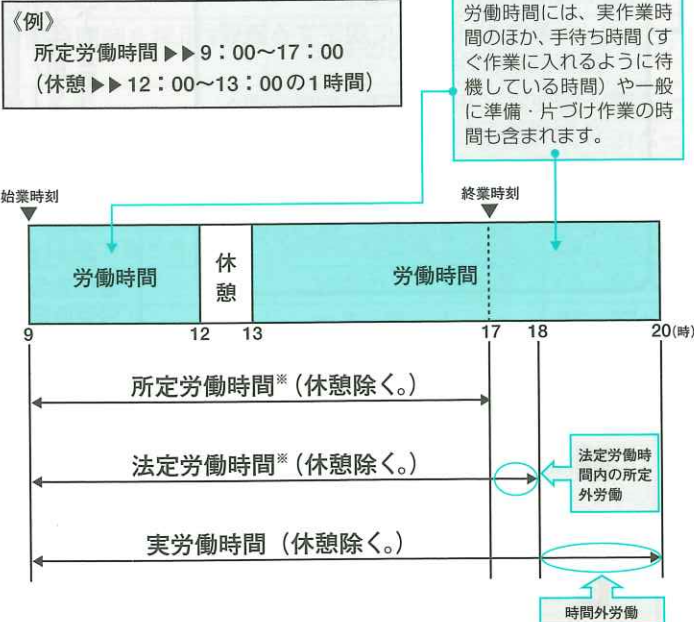 《例》
所定労働時間▶▶9：00〜17：00
（休憩▶▶12：00〜13：00の1時間）
労働時間には、実作業時
間のほか、手待ち時間（す
ぐ作業に入れるように待
機している時間）や一般
に準備・片づけ作業の時
間も含まれます。
始業時刻
終業時刻
労働時間
休
憩
労働時間
9 12 13 17 18 20(時)
所定労働時間※（休憩除く。）
法定労働時間※（休憩除く。）
法定労働時
間内の所定
外労働
実労働時間（休憩除く。）
時間外労働